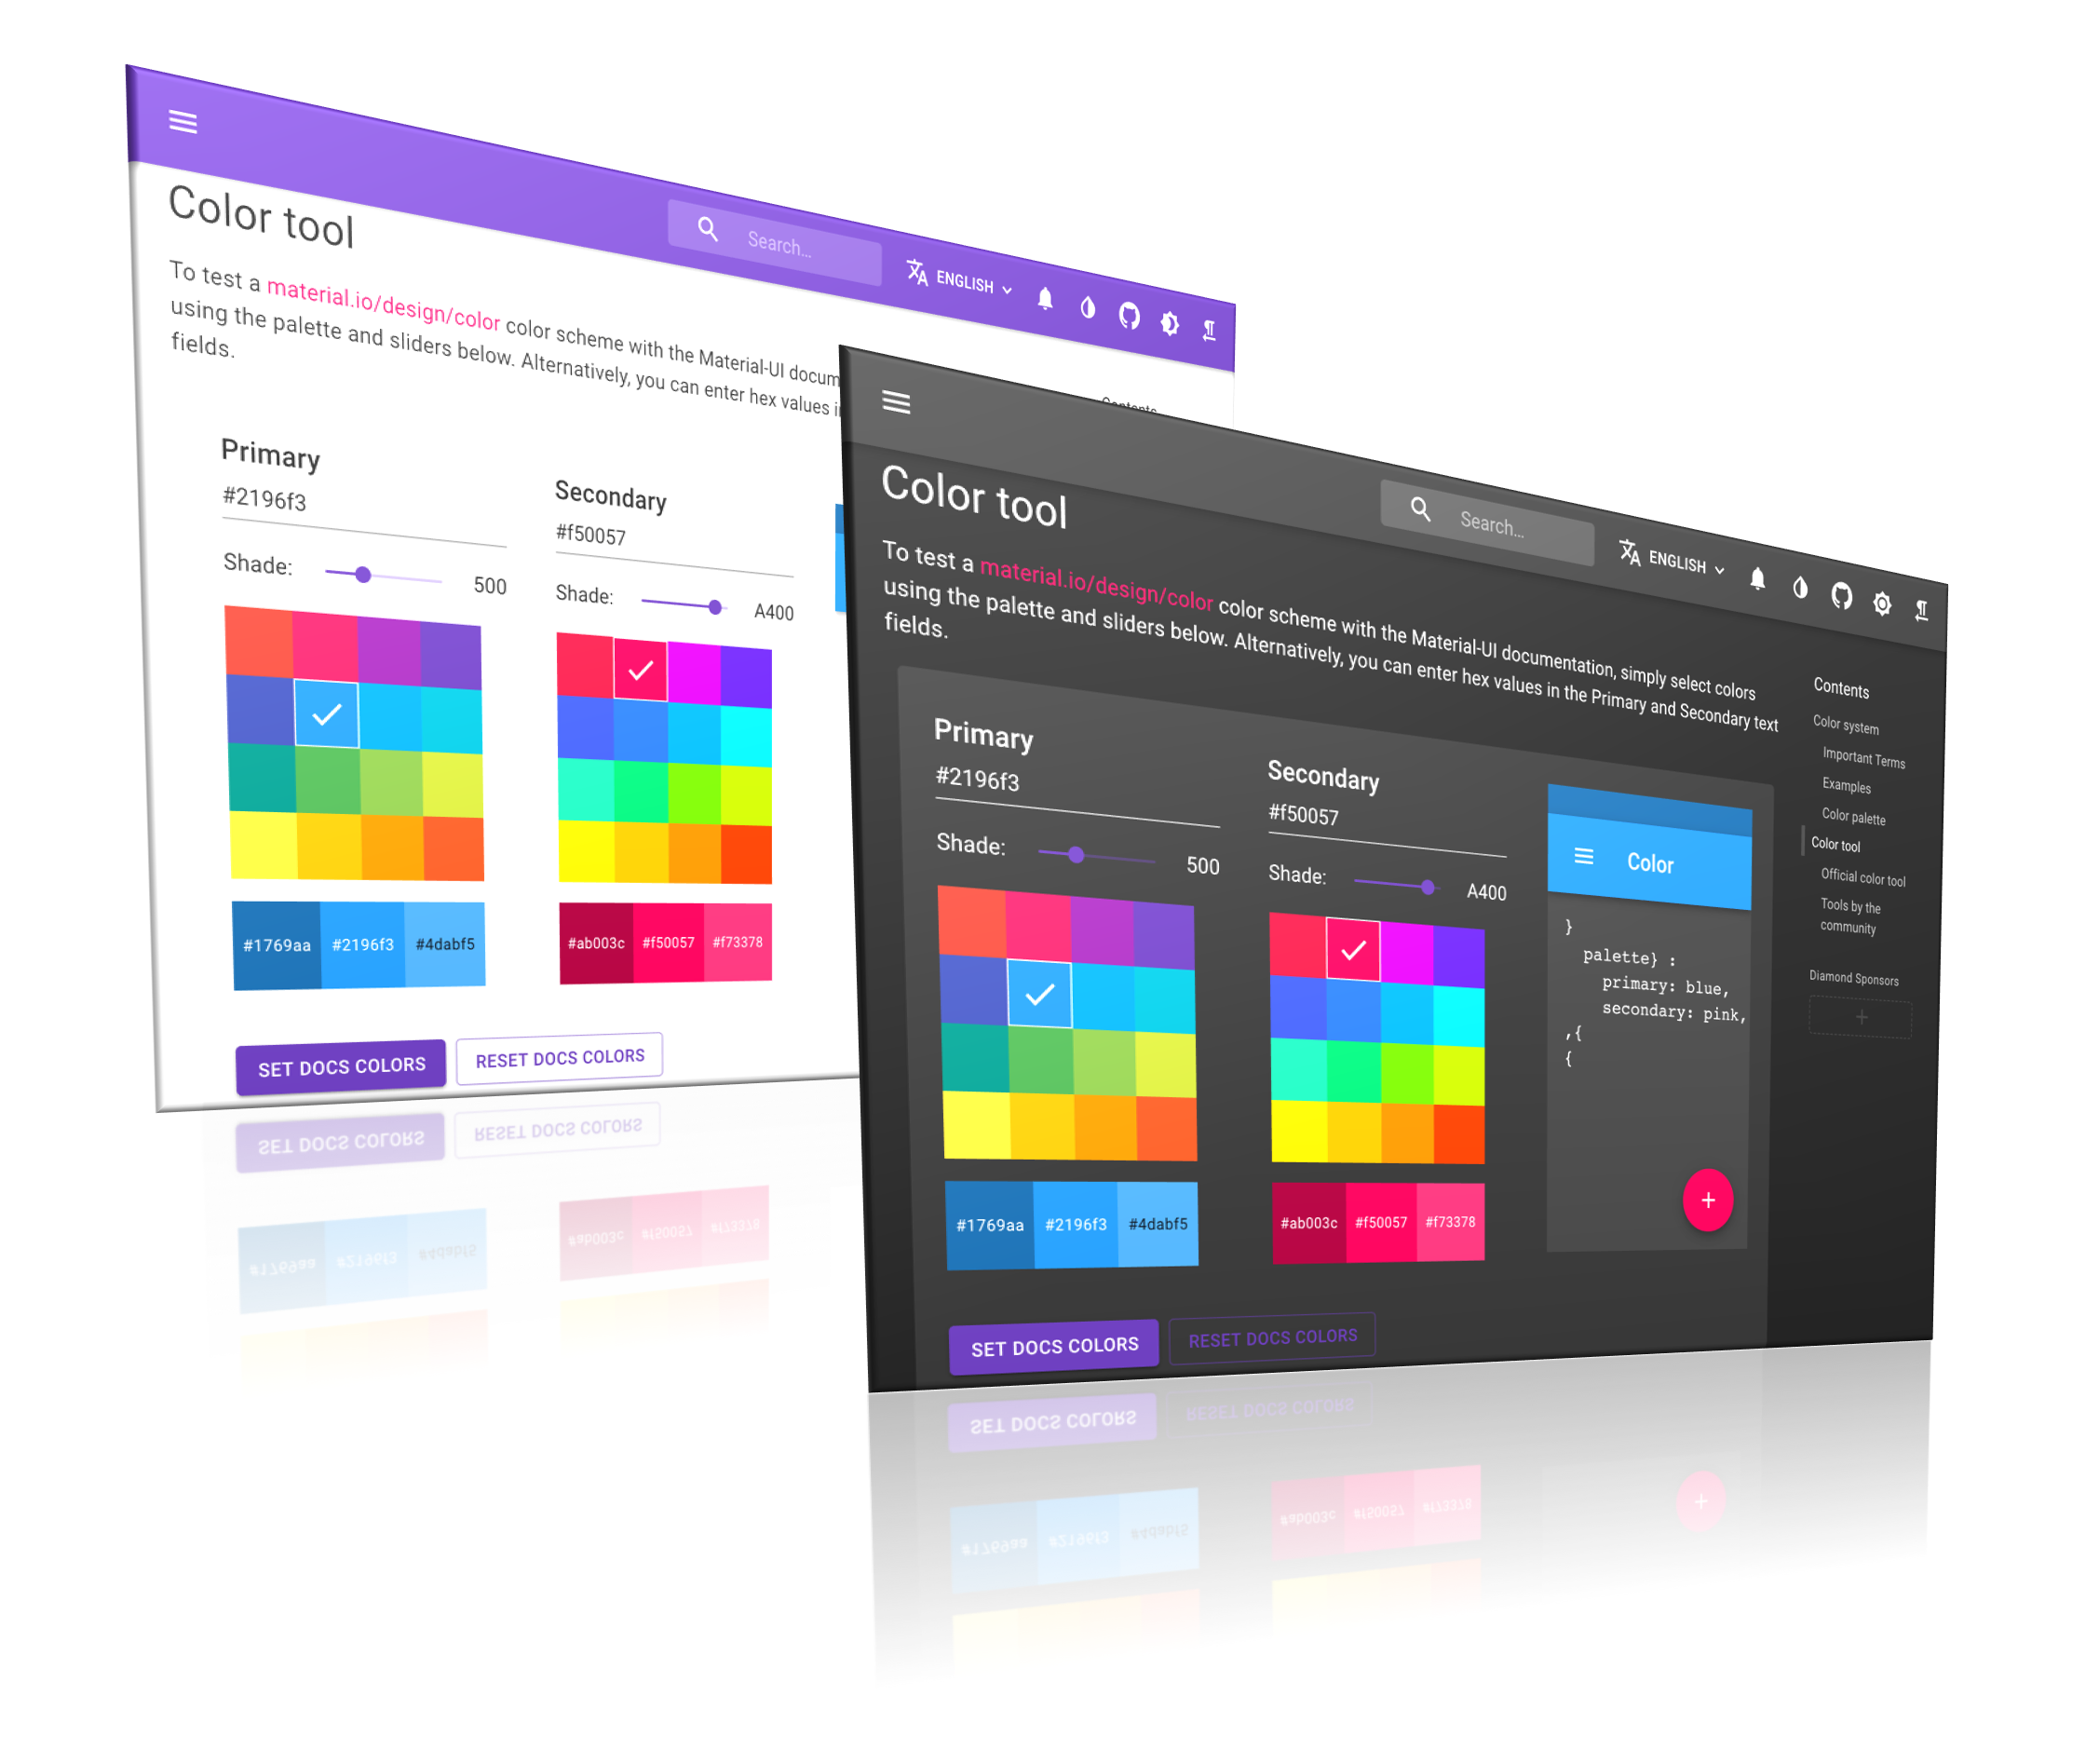 Search...
ENGLISH
Color tool
To test a material.io/design/color color scheme with the Material-UI docum
using the palette and sliders below. Alternatively, you can enter hex values i
fields.
Contents
Primary
#2196f3
Shade:
500
Secondary
#f50057
Shade:
A400
#1769aa #2196f3 #4dabf5
#ab003c #f50057 #f73378
SET DOCS COLORS
RESET DOCS COLORS
Search...
ENGLISH
Color tool
To test a material.io/design/color color scheme with the Material-UI documentation, simply select colors
using the palette and sliders below. Alternatively, you can enter hex values in the Primary and Secondary text
fields.
Primary
#2196f3
Shade:
500
Secondary
#f50057
Shade:
A400
#1769aa #2196f3 #4dabf5
#ab003c #f50057 #f73378
SET DOCS COLORS
RESET DOCS COLORS
Color
}
palette} :
primary: blue,
secondary: pink,
,{
{
Contents
Color system
Important Terms
Examples
Color palette
Color tool
Official color tool
Tools by the
community
Diamond Sponsors